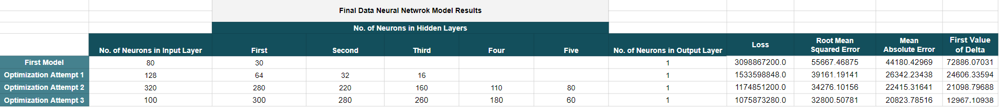 Final Data Neural Netwrok Model Results
No. of Neurons in Hidden Layers
No. of Neurons in Input Layer First Second Third Four Five No. of Neurons in Output Layer Loss Root Mean Squared Error Mean Absolute Error First Value of Delta
First Model 80 30 1 3098867200.0 55667.46875 44180.42969 72886.07031
Optimization Attempt 1 128 64 32 16 1 1533598848.0 39161.19141 26342.23438 24606.33594
Optimization Attempt 2 320 280 220 160 110 80 1 1174851200.0 34276.10156 22415.31641 21098.79688
Optimization Attempt 3 100 300 280 260 180 60 1 1075873280.0 32800.50781 20823.78516 12967.10938